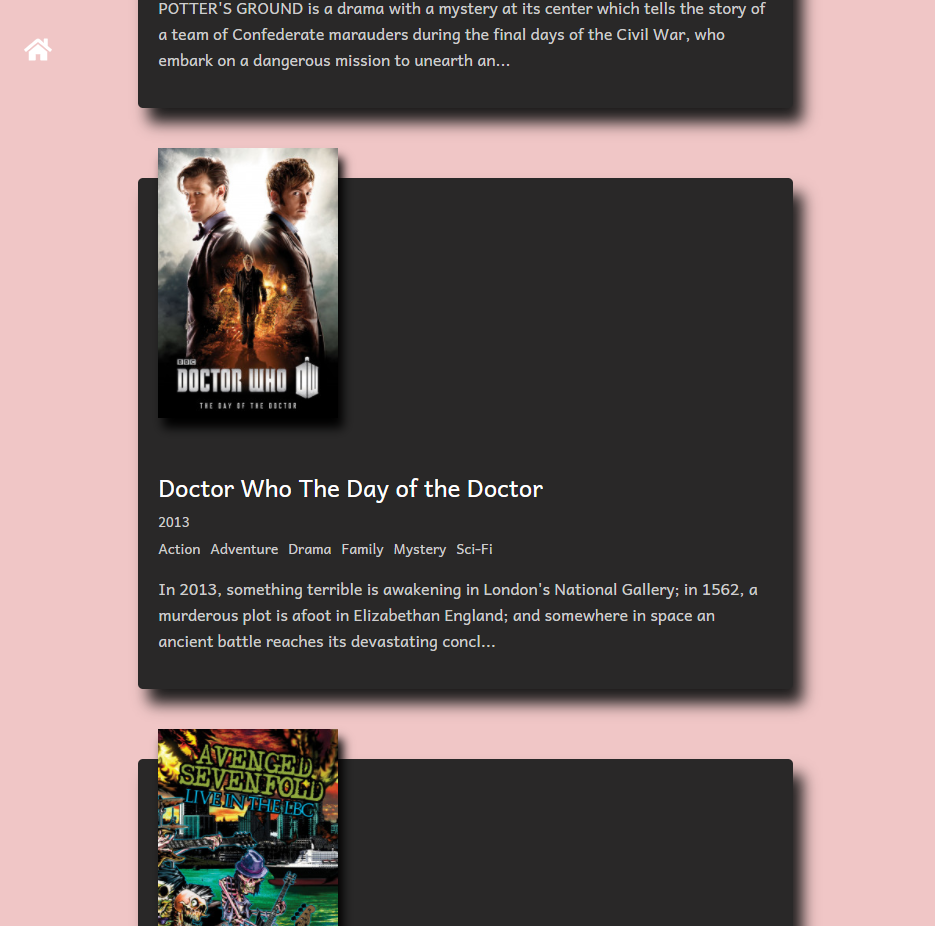 POTTER'S GROUND is a drama with a mystery at its center which tells the story of
a team of Confederate marauders during the final days of the Civil War, who
embark on a dangerous mission to unearth an...
BBC
DOCTOR WHO DW
THE DAY OF THE DOCTOR
Doctor Who The Day of the Doctor
2013
Action Adventure Drama Family Mystery Sci-Fi
In 2013, something terrible is awakening in London's National Gallery; in 1562, a
murderous plot is afoot in Elizabethan England; and somewhere in space an
ancient battle reaches its devastating concl...
AVENGED
SEVENFOLD
LIVE IN THE LBC